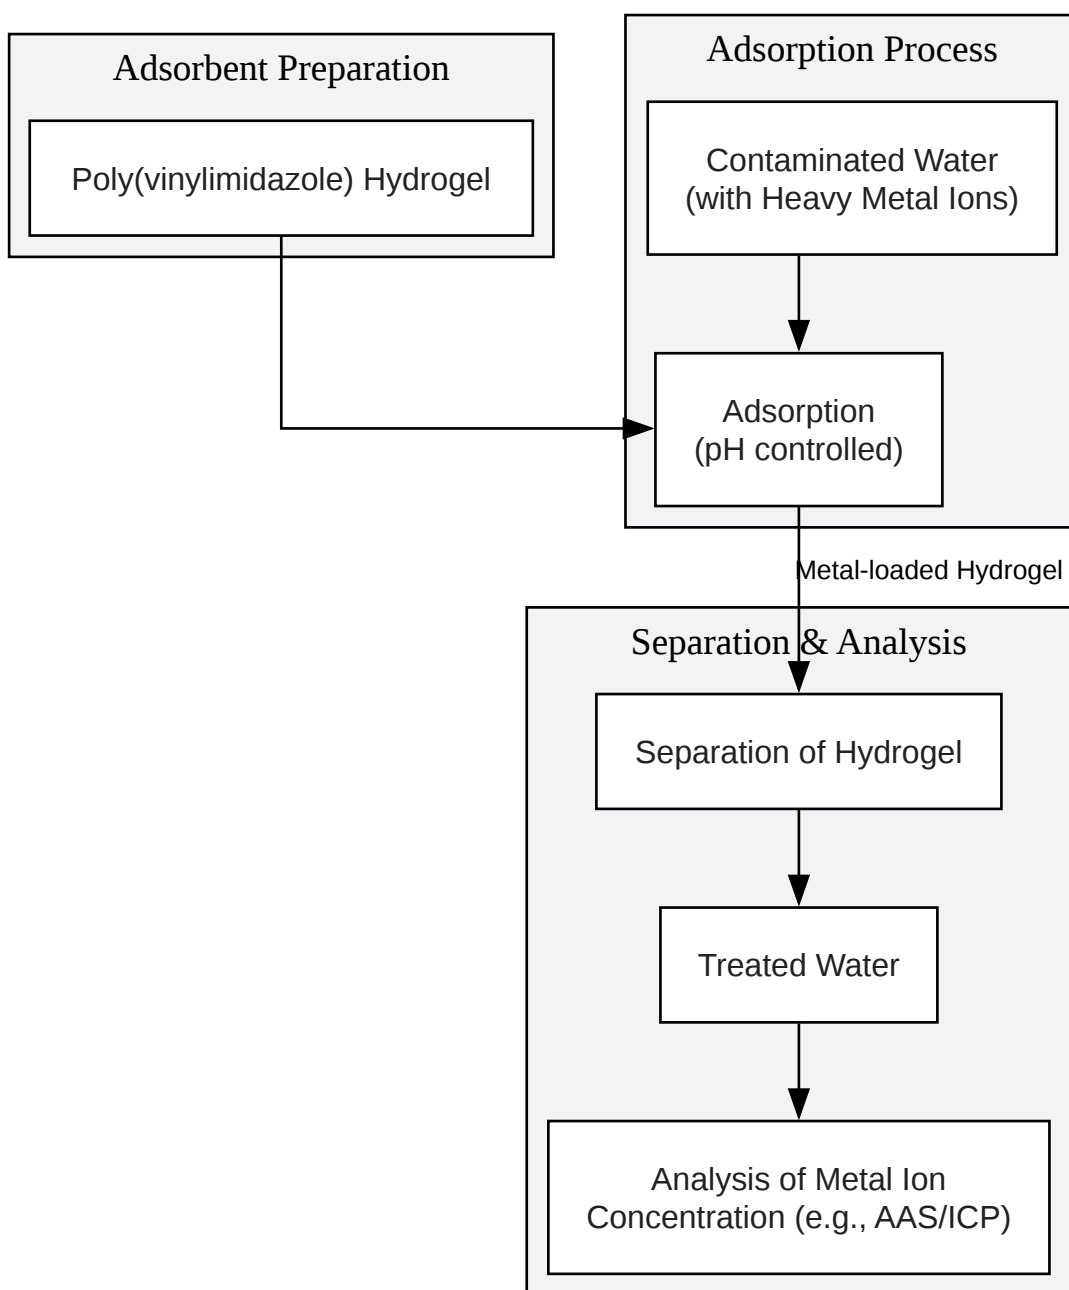 Adsorbent Preparation
Poly(vinylimidazole) Hydrogel
Adsorption Process
Contaminated Water
(with Heavy Metal Ions)
Adsorption
(pH controlled)
Metal-loaded Hydrogel
Separation & Analysis
Separation of Hydrogel
Treated Water
Analysis of Metal Ion
Concentration (e.g., AAS/ICP)